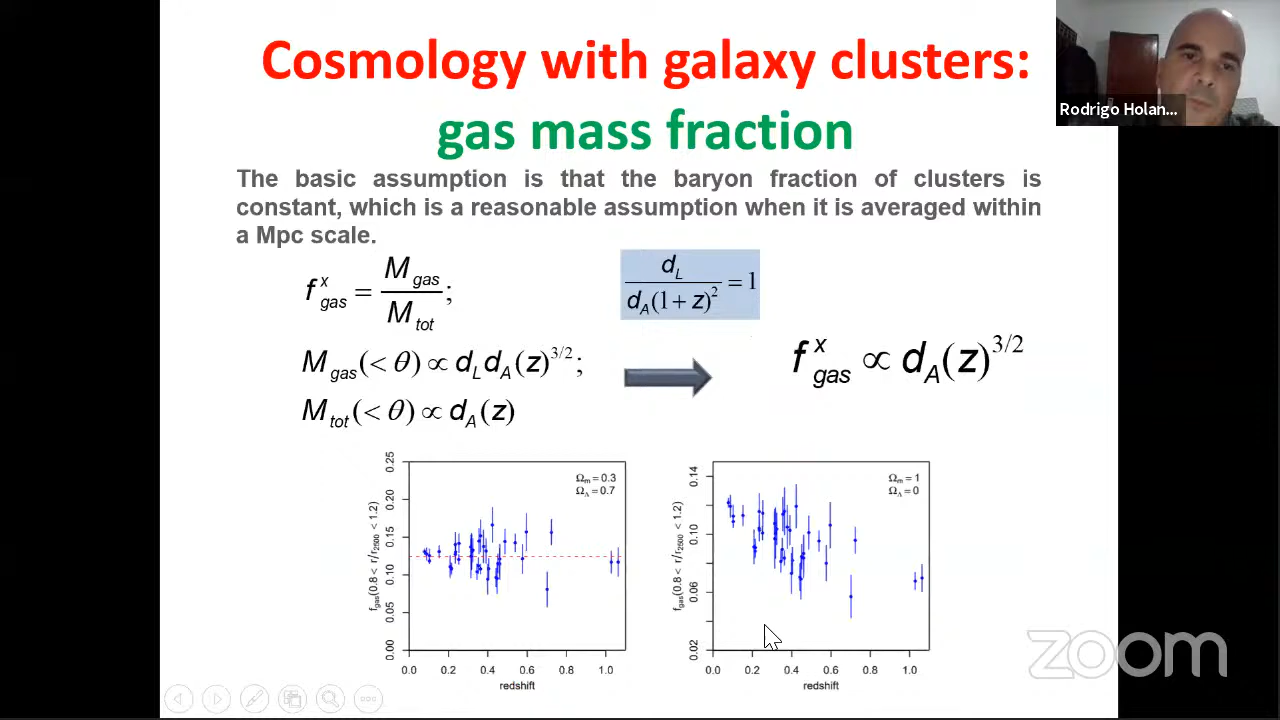 Cosmology with galaxy clusters:
gas mass fraction
Rodrigo Holan...
The basic assumption is that the baryon fraction of clusters is
constant, which is a reasonable assumption when it is averaged within
a Mpc scale.
f^x_gas = M_gas / M_tot ;
d_L / d_A(1 + z)^2 = 1
M_gas(< θ) ∝ d_L d_A(z)^3/2;
M_tot(< θ) ∝ d_A(z)
f^x_gas ∝ d_A(z)^3/2
Ω_m = 0.3
Ω_Λ = 0.7
f_gas(0.8 < r/r_2500 < 1.2)
0.25
0.20
0.15
0.10
0.05
0.00
0.0 0.2 0.4 0.6 0.8 1.0
redshift
Ω_m = 1
Ω_Λ = 0
f_gas(0.8 < r/r_2500 < 1.2)
0.14
0.10
0.06
0.02
0.0 0.2 0.4 0.6 0.8 1.0
redshift
zoom